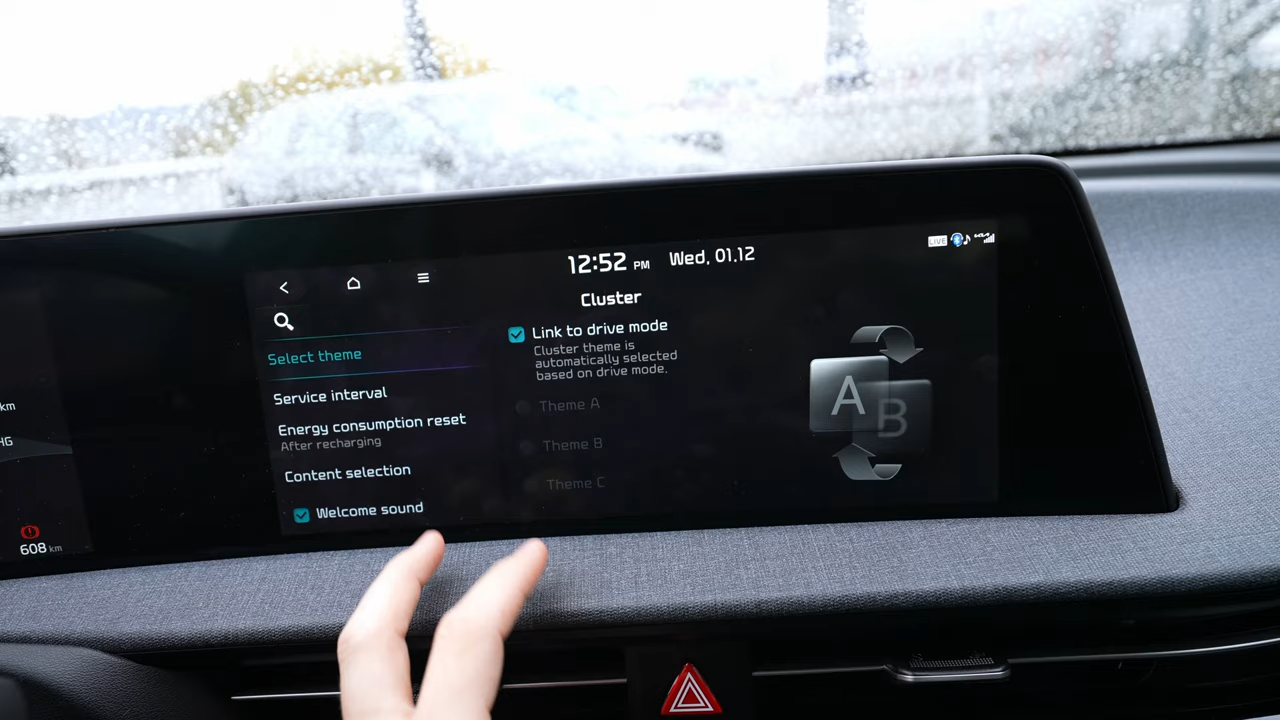 12:52 PM Wed, 01.12
LIVE
Cluster
Select theme
Service interval
Energy consumption reset
After recharging
Content selection
Welcome sound
Link to drive mode
Cluster theme is
automatically selected
based on drive mode.
Theme A
Theme B
Theme C
A
B
km
HG
608 km